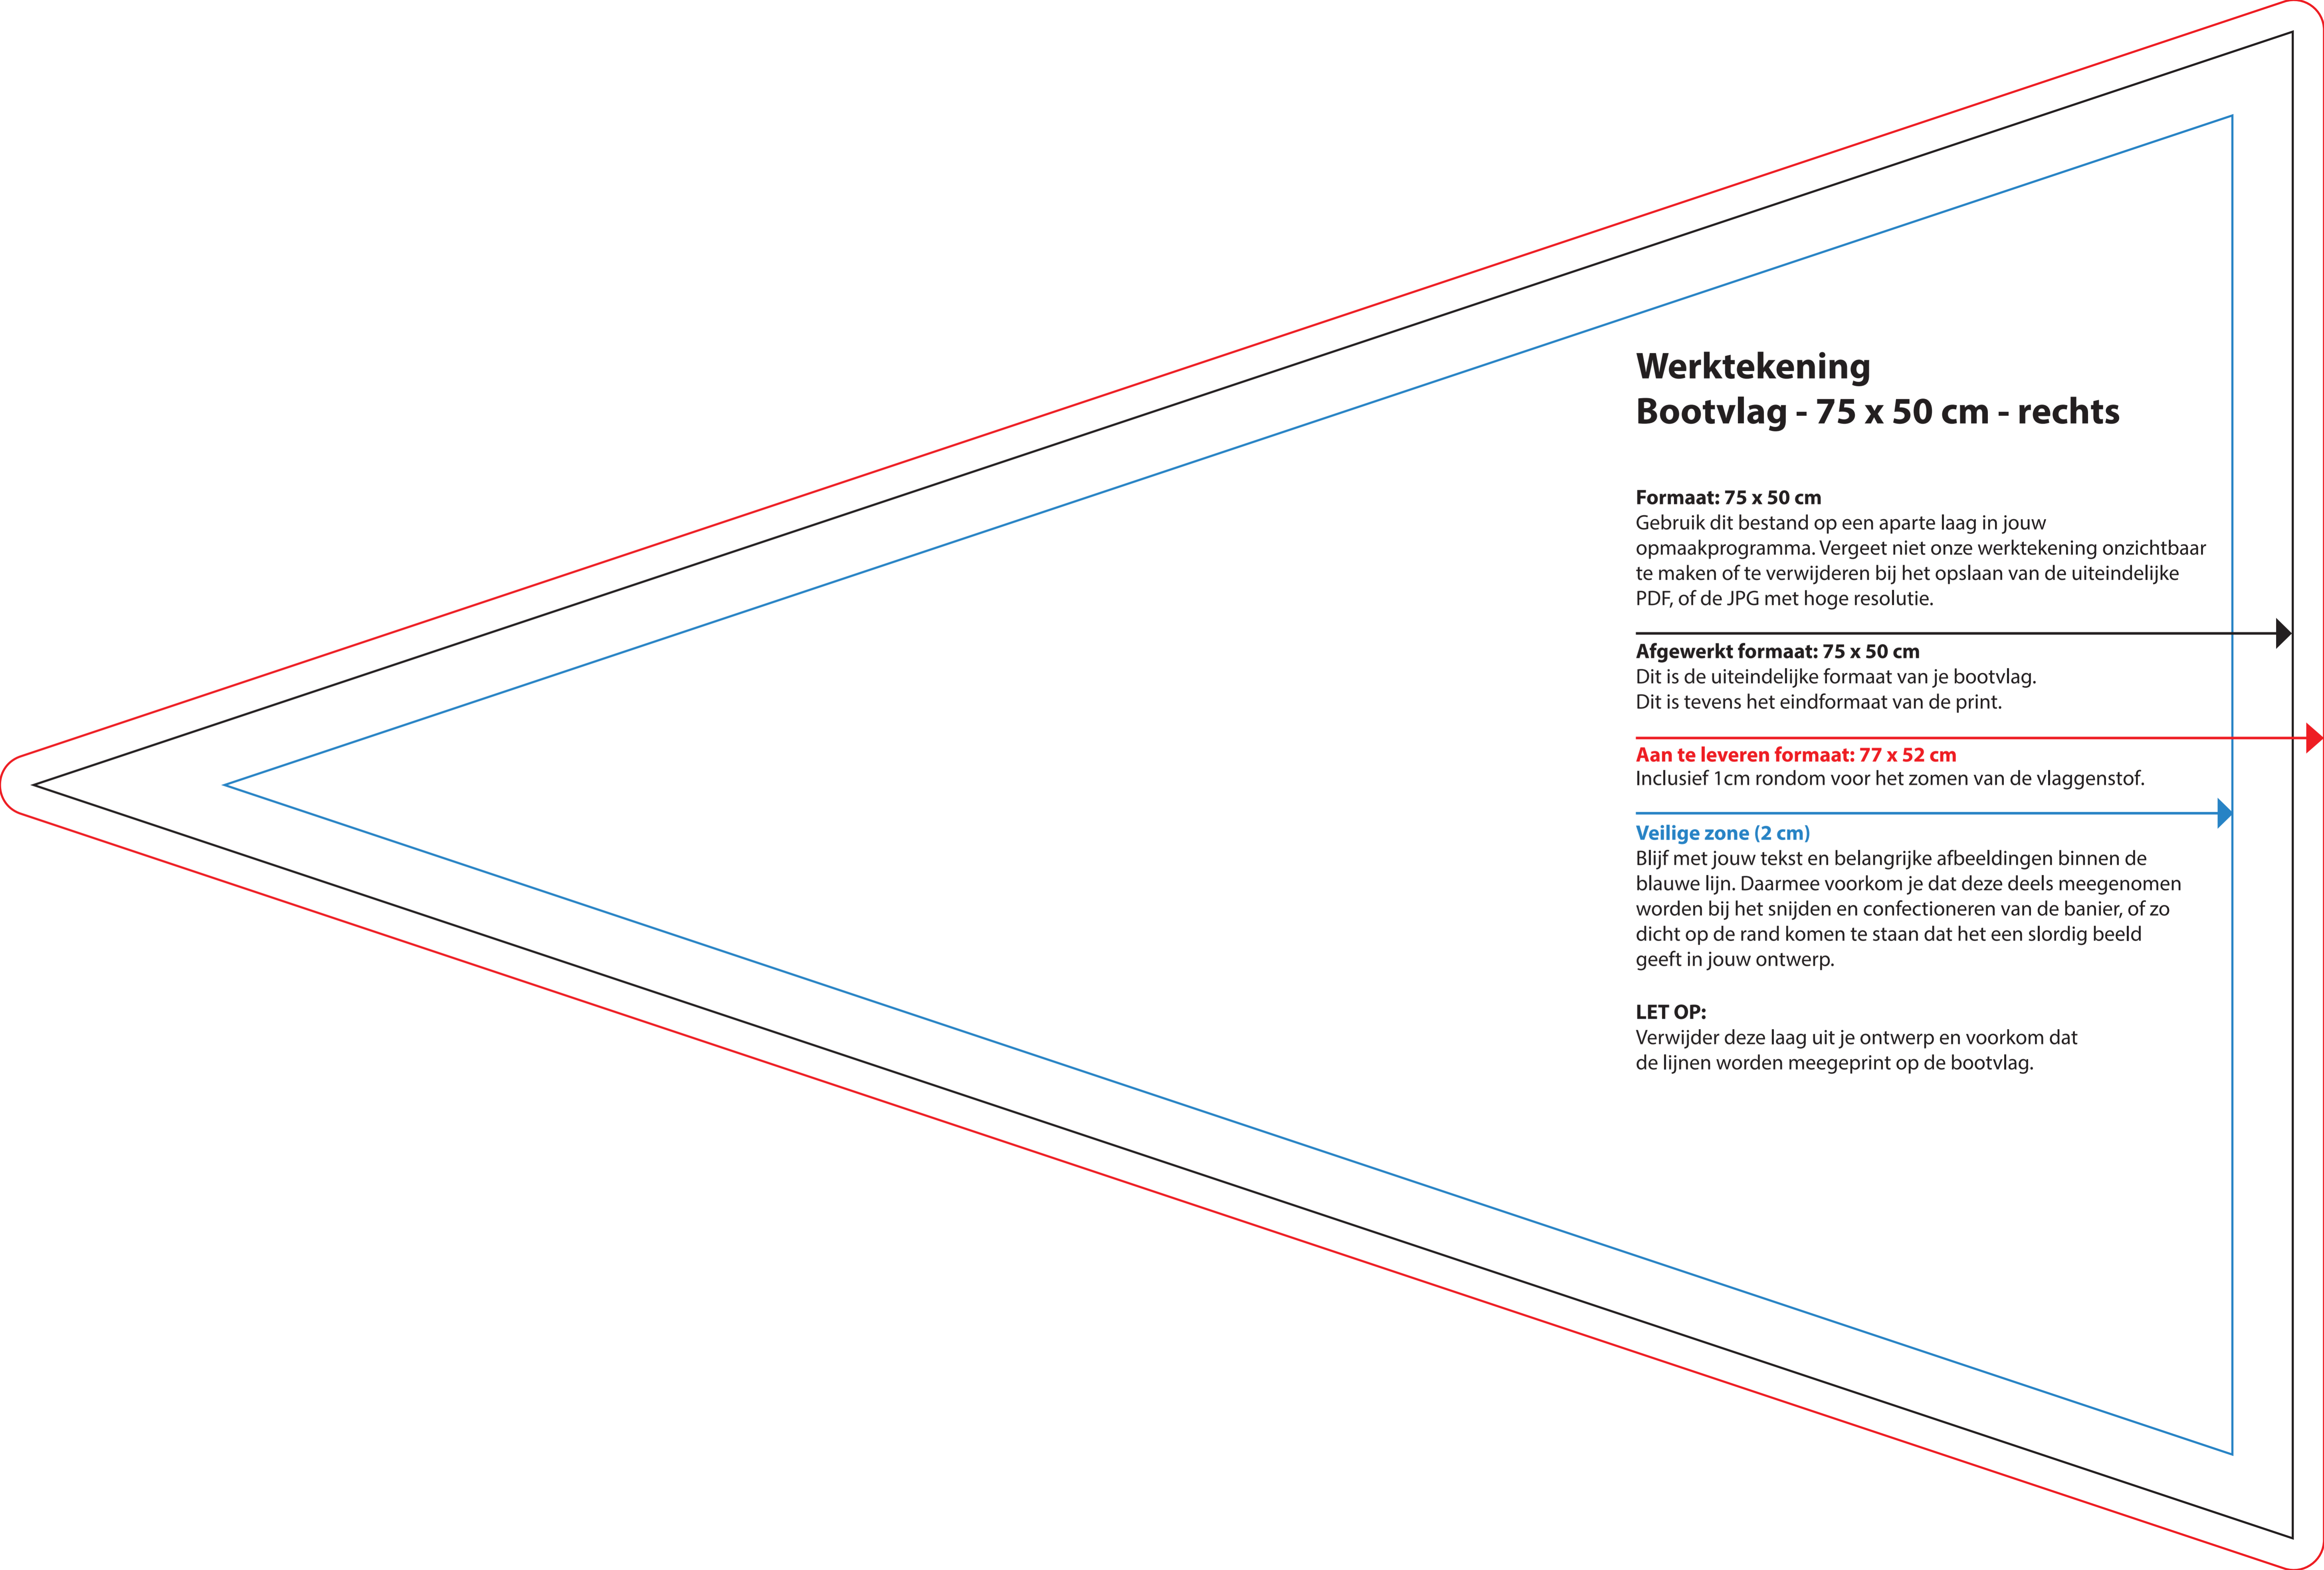 Werktekening
Bootvlag - 75 x 50 cm - rechts
Formaat: 75 x 50 cm
Gebruik dit bestand op een aparte laag in jouw
opmaakprogramma. Vergeet niet onze werktekening onzichtbaar
te maken of te verwijderen bij het opslaan van de uiteindelijke
PDF, of de JPG met hoge resolutie.
Afgewerkt formaat: 75 x 50 cm
Dit is de uiteindelijke formaat van je bootvlag.
Dit is tevens het eindformaat van de print.
Aan te leveren formaat: 77 x 52 cm
Inclusief 1cm rondom voor het zomen van de vlaggenstof.
Veilige zone (2 cm)
Blijf met jouw tekst en belangrijke afbeeldingen binnen de
blauwe lijn. Daarmee voorkom je dat deze deels meegenomen
worden bij het snijden en confectioneren van de banier, of zo
dicht op de rand komen te staan dat het een slordig beeld
geeft in jouw ontwerp.
LET OP:
Verwijder deze laag uit je ontwerp en voorkom dat
de lijnen worden meegeprint op de bootvlag.